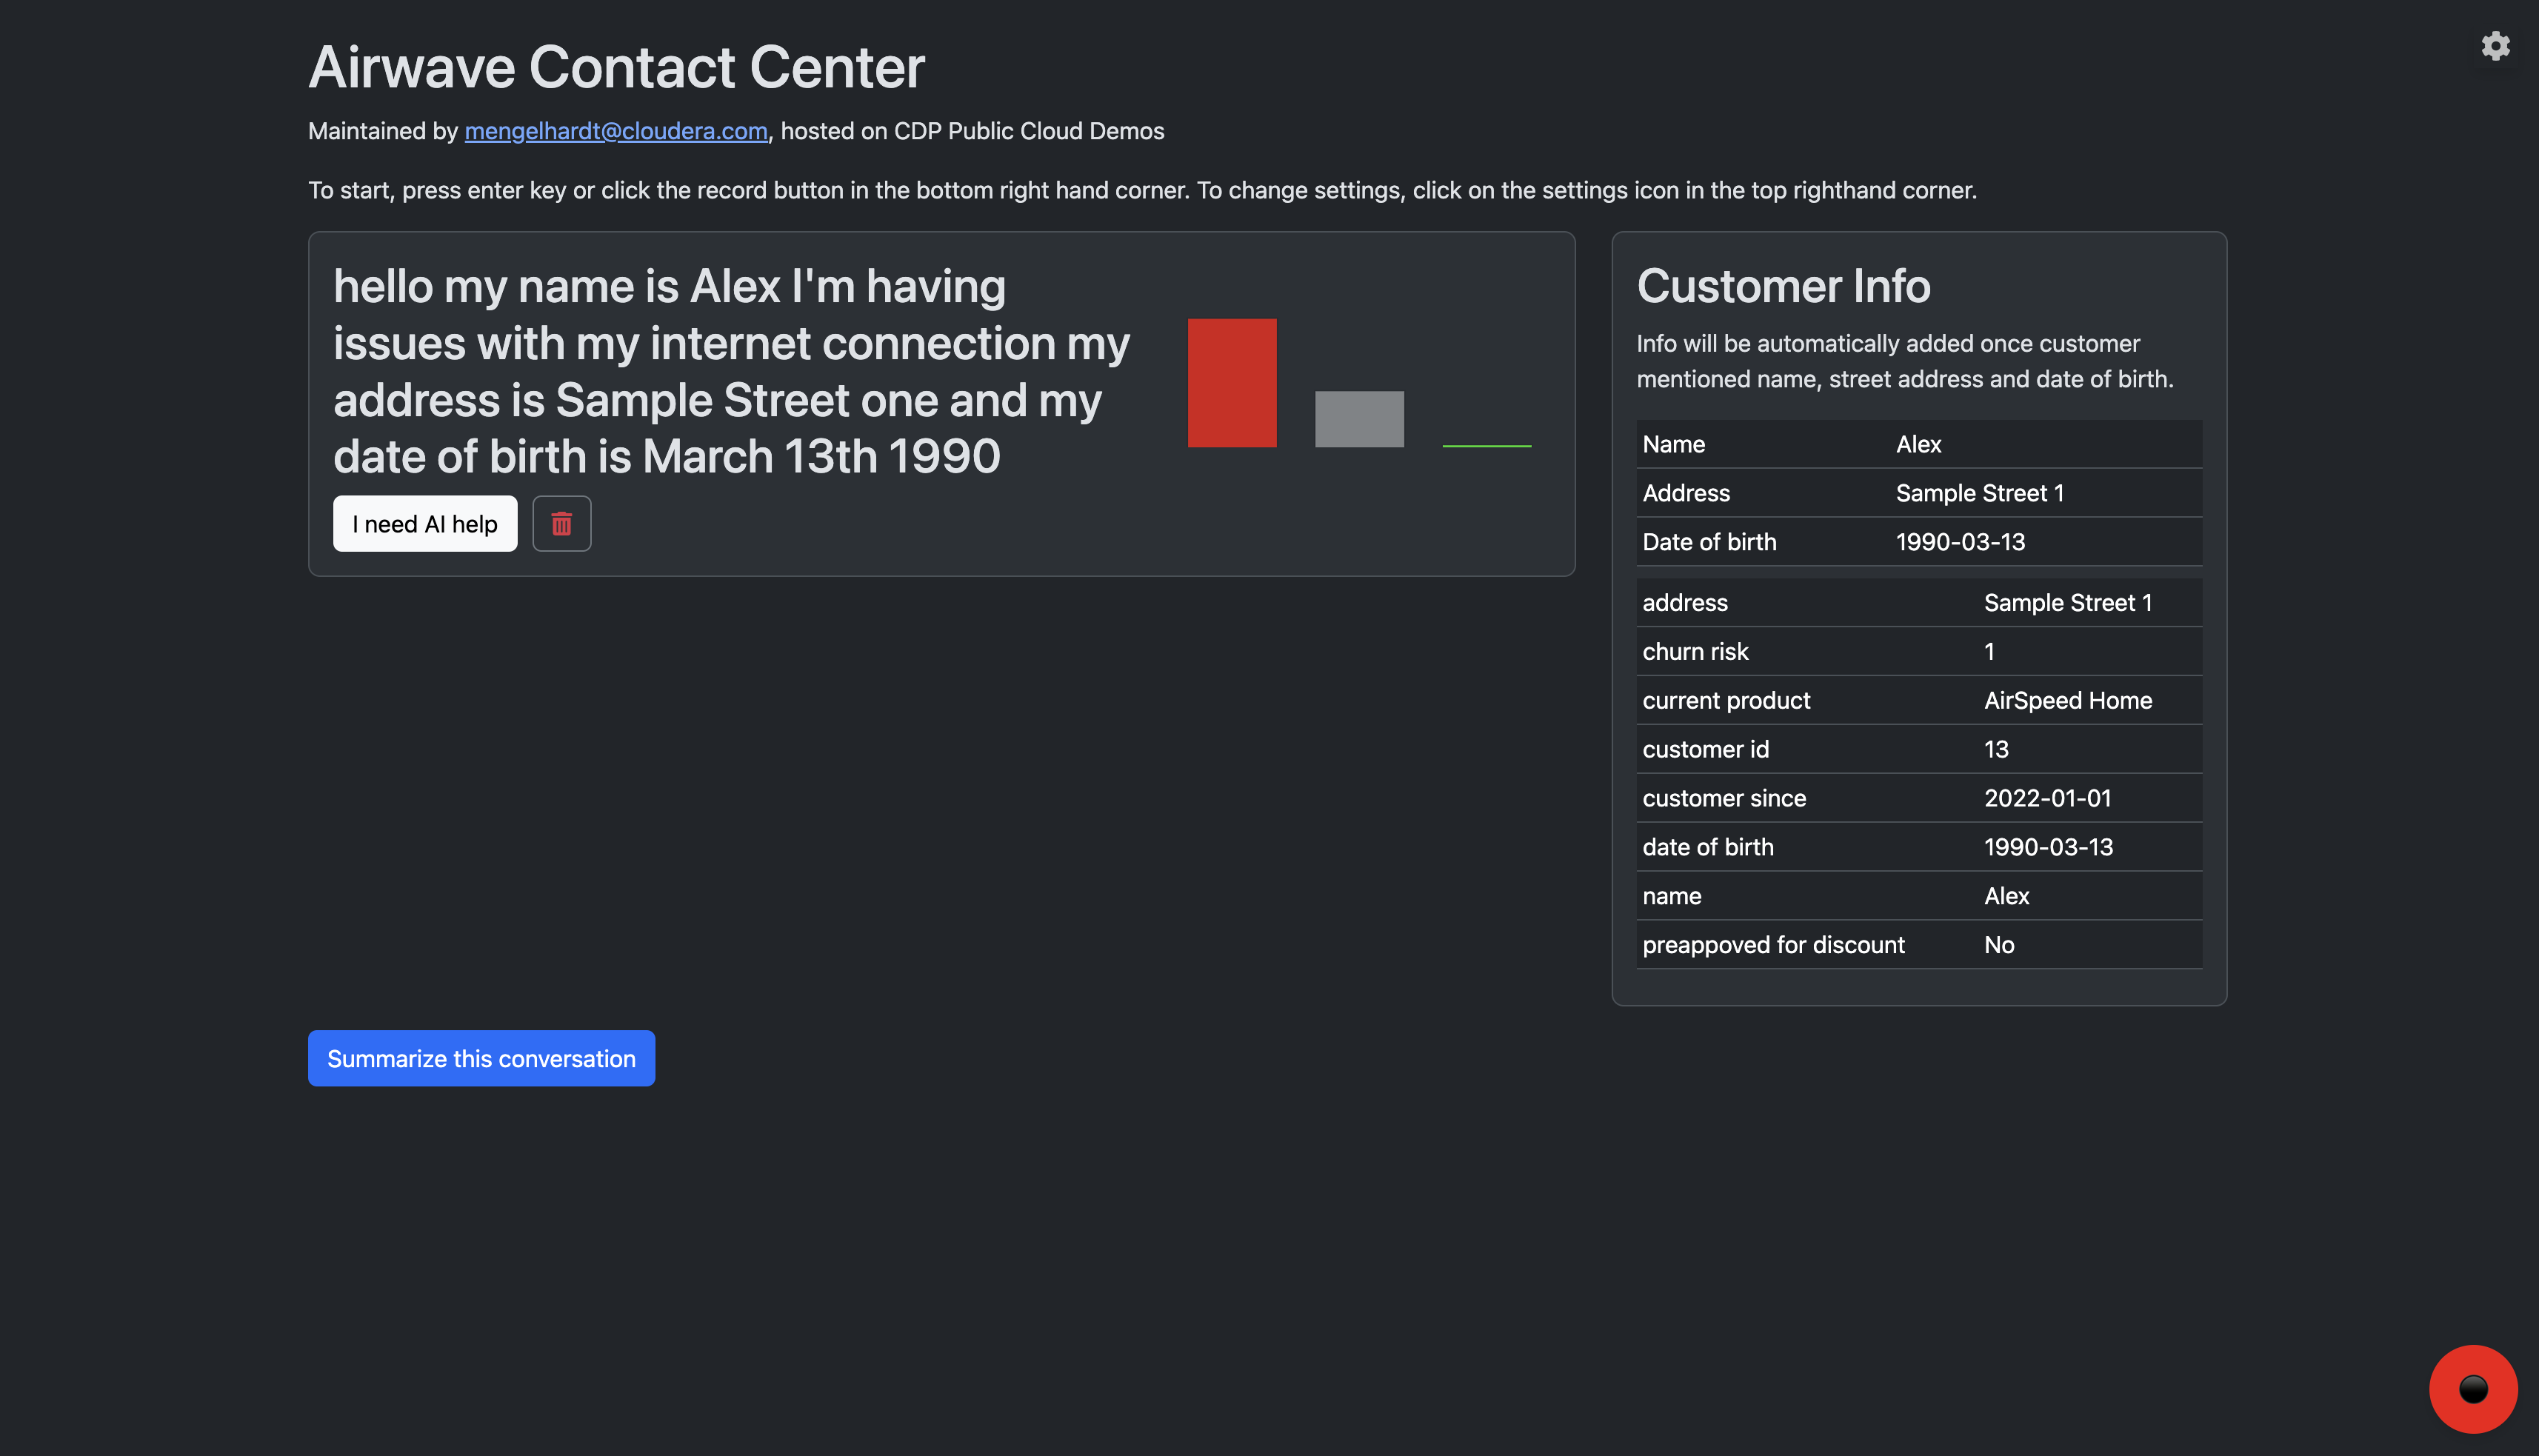 Airwave Contact Center
Maintained by mengelhardt@cloudera.com, hosted on CDP Public Cloud Demos
To start, press enter key or click the record button in the bottom right hand corner. To change settings, click on the settings icon in the top righthand corner.
hello my name is Alex I'm having
issues with my internet connection my
address is Sample Street one and my
date of birth is March 13th 1990
I need AI help
Customer Info
Info will be automatically added once customer
mentioned name, street address and date of birth.
Name Alex
Address Sample Street 1
Date of birth 1990-03-13
address Sample Street 1
churn risk 1
current product AirSpeed Home
customer id 13
customer since 2022-01-01
date of birth 1990-03-13
name Alex
preappoved for discount No
Summarize this conversation